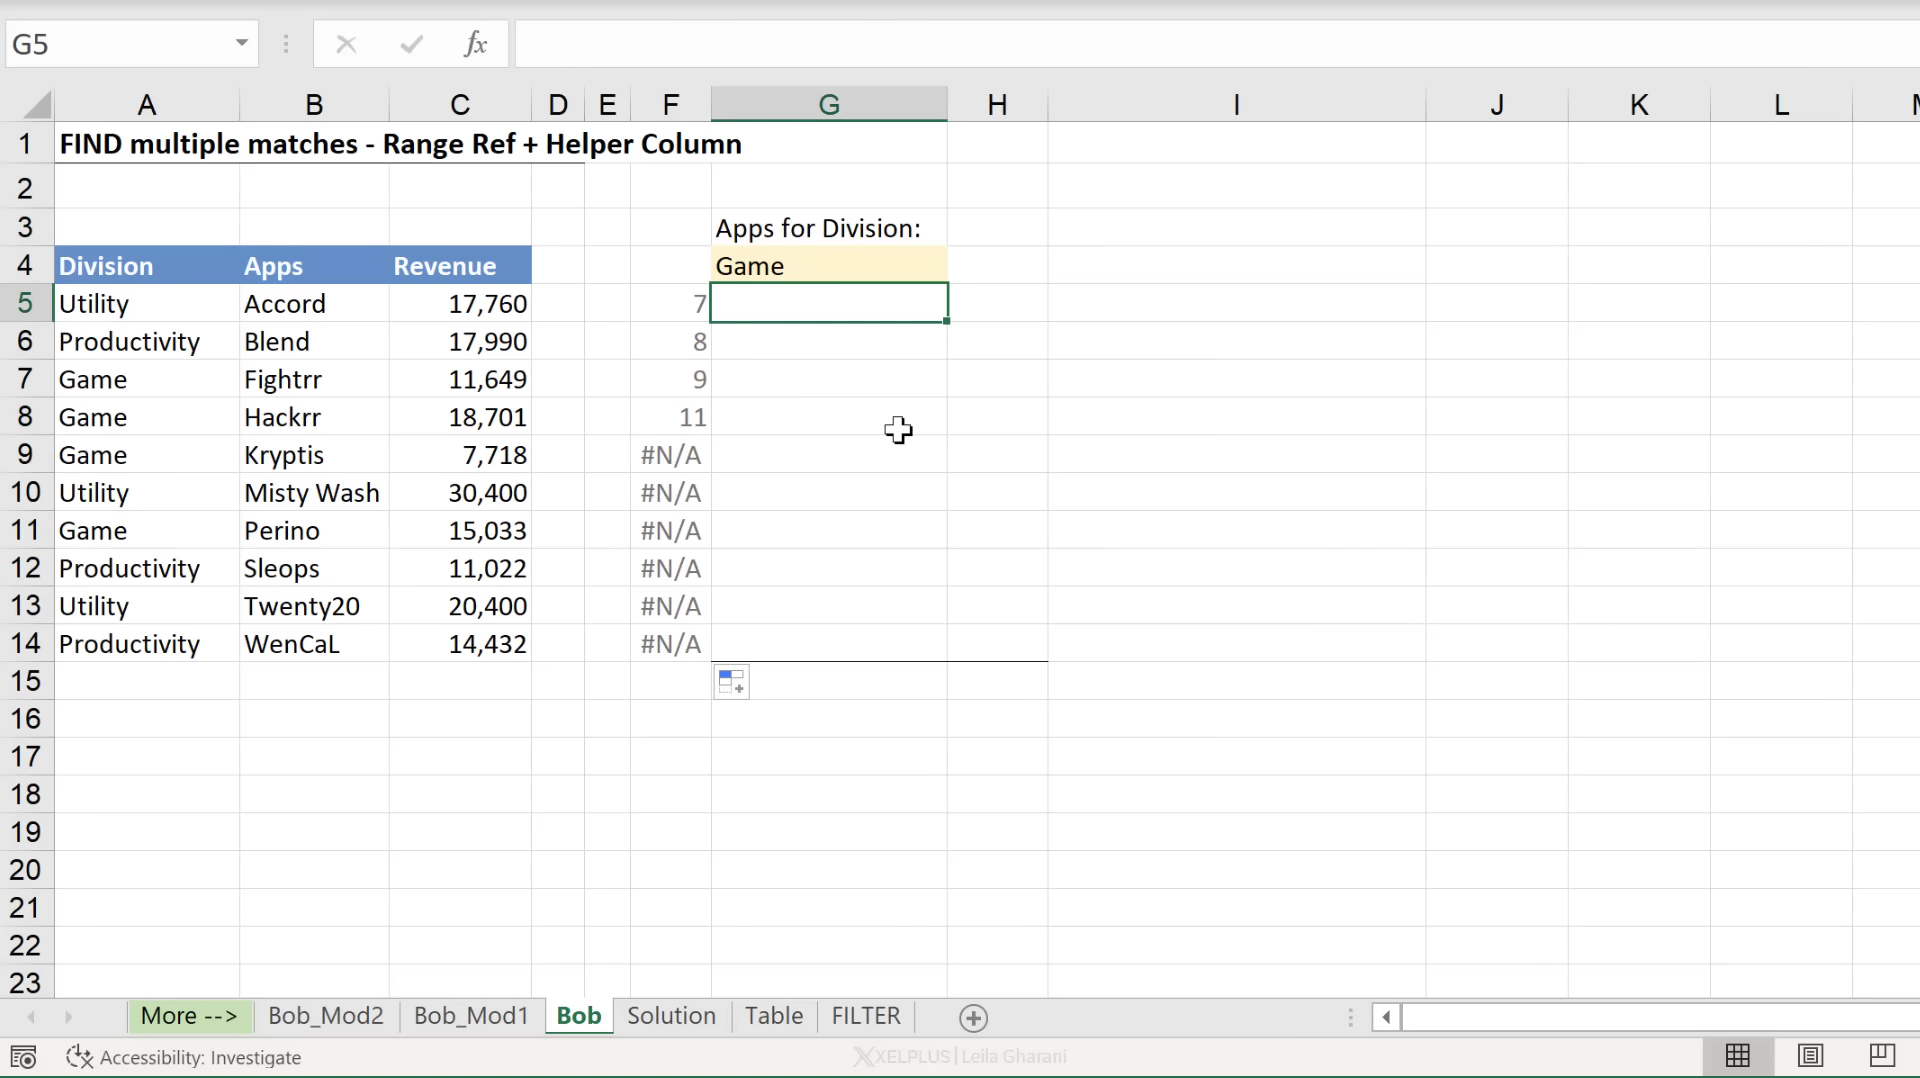 G5 fx
A B C D E F G H I J K L
1 FIND multiple matches - Range Ref + Helper Column
2
3 Apps for Division:
4 Division Apps Revenue Game
5 Utility Accord 17,760 7
6 Productivity Blend 17,990 8
7 Game Fightrr 11,649 9
8 Game Hackrr 18,701 11
9 Game Kryptis 7,718 #N/A
10 Utility Misty Wash 30,400 #N/A
11 Game Perino 15,033 #N/A
12 Productivity Sleops 11,022 #N/A
13 Utility Twenty20 20,400 #N/A
14 Productivity WenCaL 14,432 #N/A
15
16
17
18
19
20
21
22
23
More --> Bob_Mod2 Bob_Mod1 Bob Solution Table FILTER
Accessibility: Investigate XELPLUS | Leila Gharani